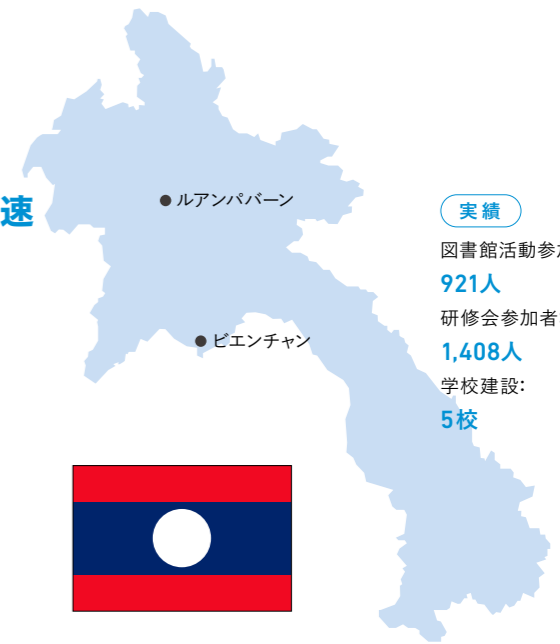 速
ルアンパバーン
ビエンチャン
実績
図書館活動参
921人
研修会参加者
1,408人
学校建設：
5校